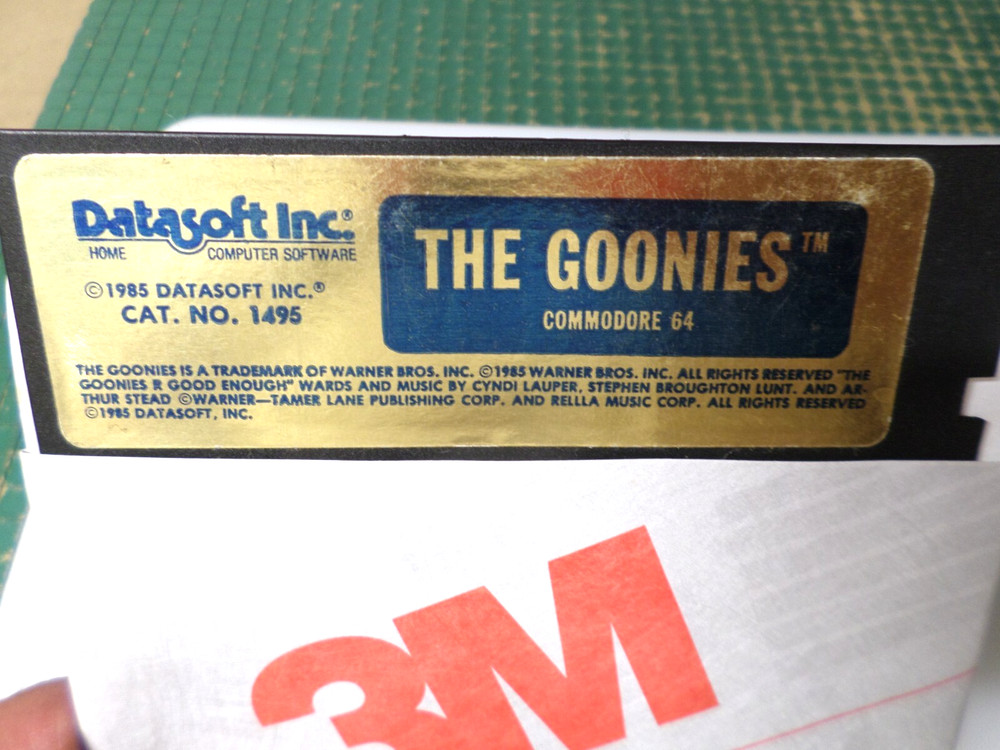 Datasoft Inc.®
HOME COMPUTER SOFTWARE
©1985 DATASOFT INC.®
CAT. NO. 1495
THE GOONIES™
COMMODORE 64
THE GOONIES IS A TRADEMARK OF WARNER BROS. INC. ©1985 WARNER BROS. INC. ALL RIGHTS RESERVED "THE
GOONIES R GOOD ENOUGH" WARDS AND MUSIC BY CYNDI LAUPER, STEPHEN BROUGHTON LUNT. AND AR-
THUR STEAD ©WARNER—TAMER LANE PUBLISHING CORP. AND RELLLA MUSIC CORP. ALL RIGHTS RESERVED
©1985 DATASOFT, INC.
3M